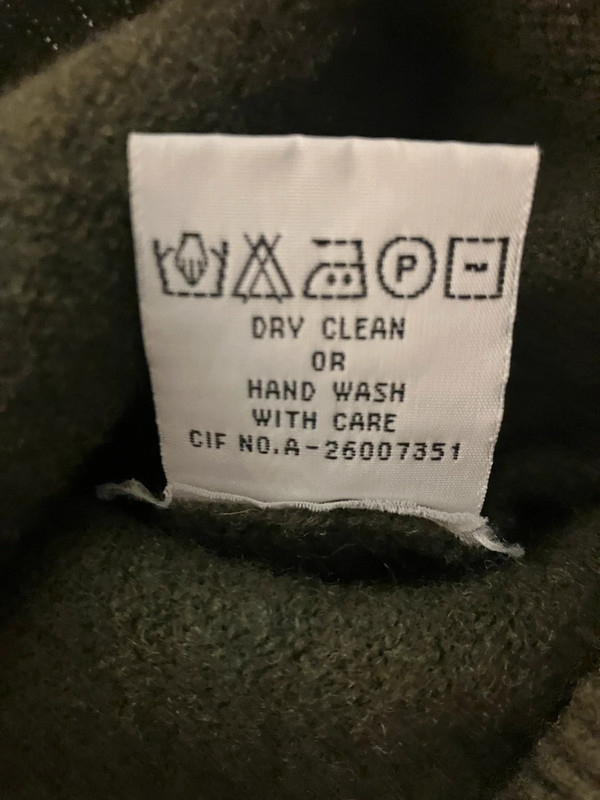 P
DRY CLEAN
OR
HAND WASH
WITH CARE
CIF NO.A-26007351